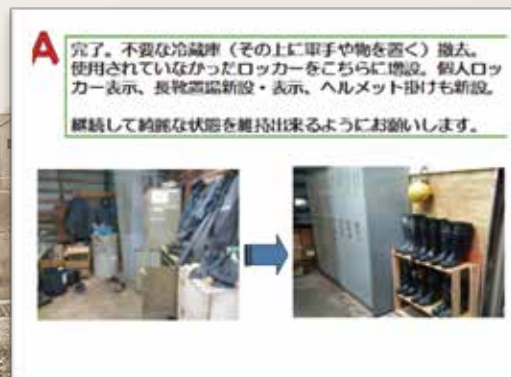 A
完了。不要な冷蔵庫（その上に軍手や物を置く）撤去。
使用されていなかったロッカーをこちらに増設。個人ロッ
カー表示、長靴置場新設・表示、ヘルメット掛けも新設。
継続して綺麗な状態を維持出来るようにお願いします。